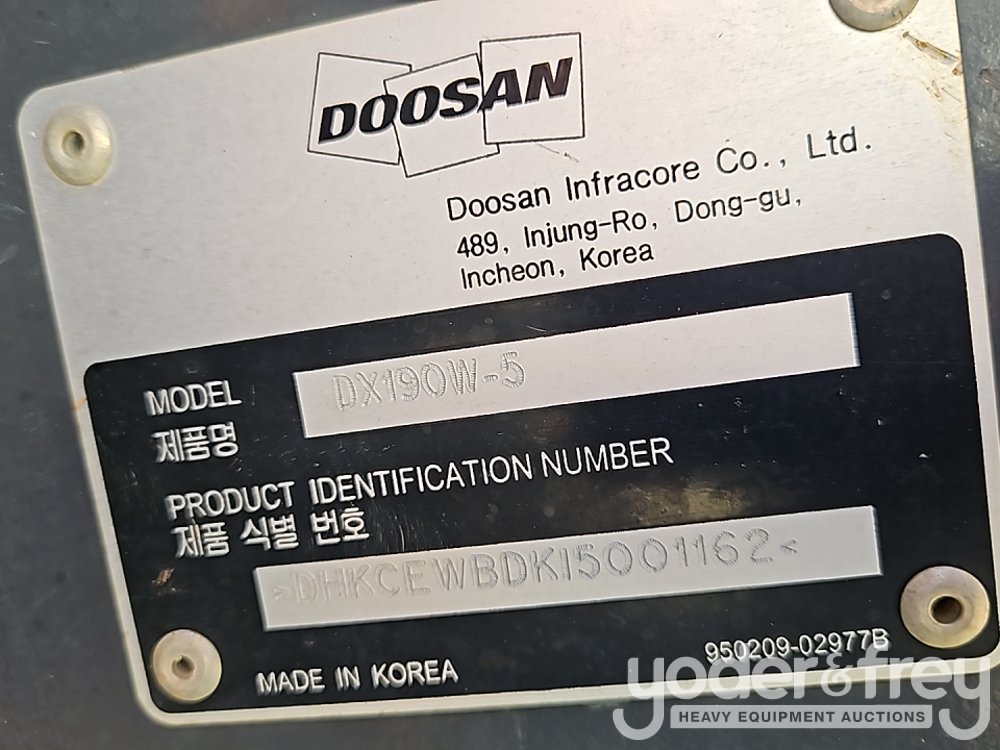 DOOSAN
Doosan Infracore Co., Ltd.
489, Injung-Ro, Dong-gu,
Incheon, Korea
MODEL DX190W-5
제품명
PRODUCT IDENTIFICATION NUMBER
제품 식별 번호
>DHKCEWBDKI5001162<
MADE IN KOREA 950209-02977B
yoder&frey
HEAVY EQUIPMENT AUCTIONS